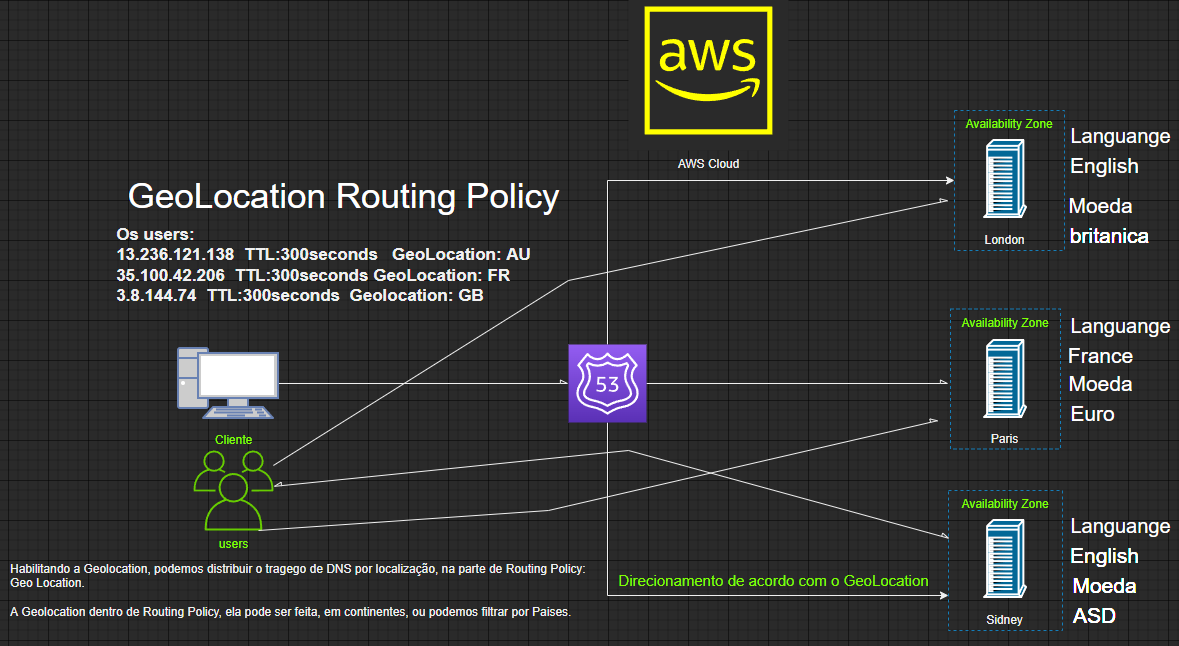 aws
AWS Cloud
GeoLocation Routing Policy
Os users:
13.236.121.138 TTL:300seconds GeoLocation: AU
35.100.42.206 TTL:300seconds GeoLocation: FR
3.8.144.74 TTL:300seconds Geolocation: GB
Availability Zone
London
Languange
English
Moeda
britanica
53
Availability Zone
Paris
Languange
France
Moeda
Euro
Cliente
users
Availability Zone
Sidney
Languange
English
Moeda
ASD
Direcionamento de acordo com o GeoLocation
Habilitando a Geolocation, podemos distribuir o tragego de DNS por localização, na parte de Routing Policy:
Geo Location.
A Geolocation dentro de Routing Policy, ela pode ser feita, em continentes, ou podemos filtrar por Paises.